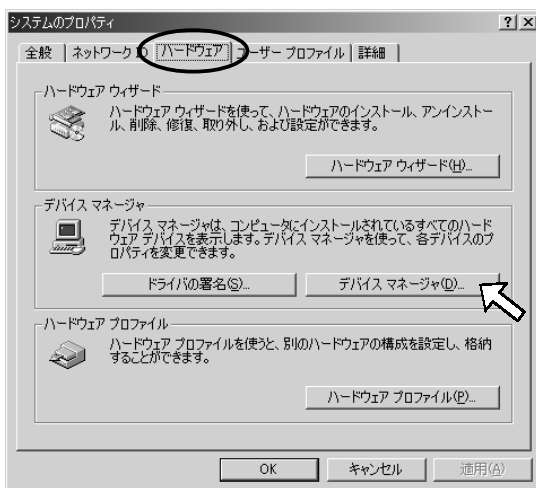 システムのプロパティ
全般 ネットワーク ID ハードウェア ユーザー プロファイル 詳細
ハードウェア ウィザード
ハードウェア ウィザードを使って、ハードウェアのインストール、アンインストー
ル、削除、修復、取り外し、および設定ができます。
ハードウェア ウィザード(H)...
デバイス マネージャ
デバイス マネージャは、コンピュータにインストールされているすべてのハード
ウェア デバイスを表示します。デバイス マネージャを使って、各デバイスのプ
ロパティを変更できます。
ドライバの署名(S)... デバイス マネージャ(D)...
ハードウェア プロファイル
ハードウェア プロファイルを使うと、別のハードウェアの構成を設定し、格納
することができます。
ハードウェア プロファイル(P)...
OK キャンセル 適用(A)